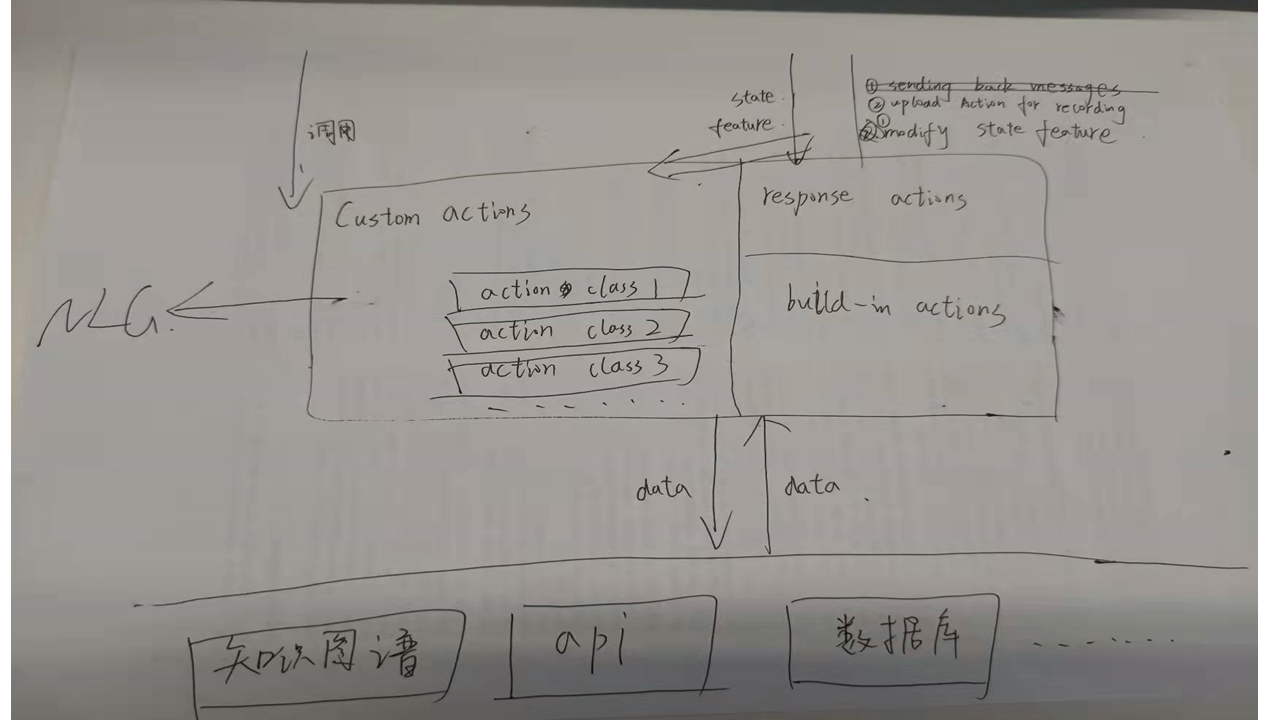 调用
state
feature
① sending back messages
② upload Action for recording
① modify state feature
Custom actions
response actions
action class 1
action class 2
action class 3
build-in actions
NLG.
data
data
知识图谱
api
数据库